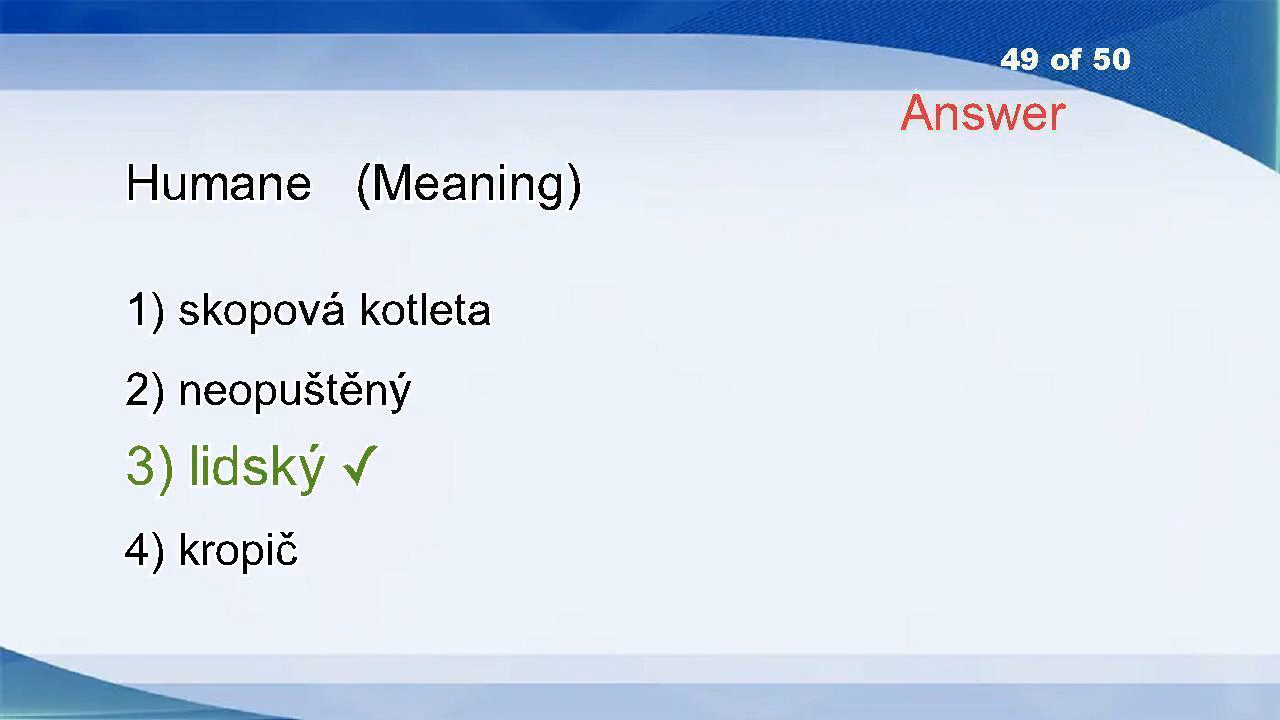 49 of 50
Answer
Humane (Meaning)
1) skopová kotleta
2) neopuštěný
3) lidský ✓
4) kropič